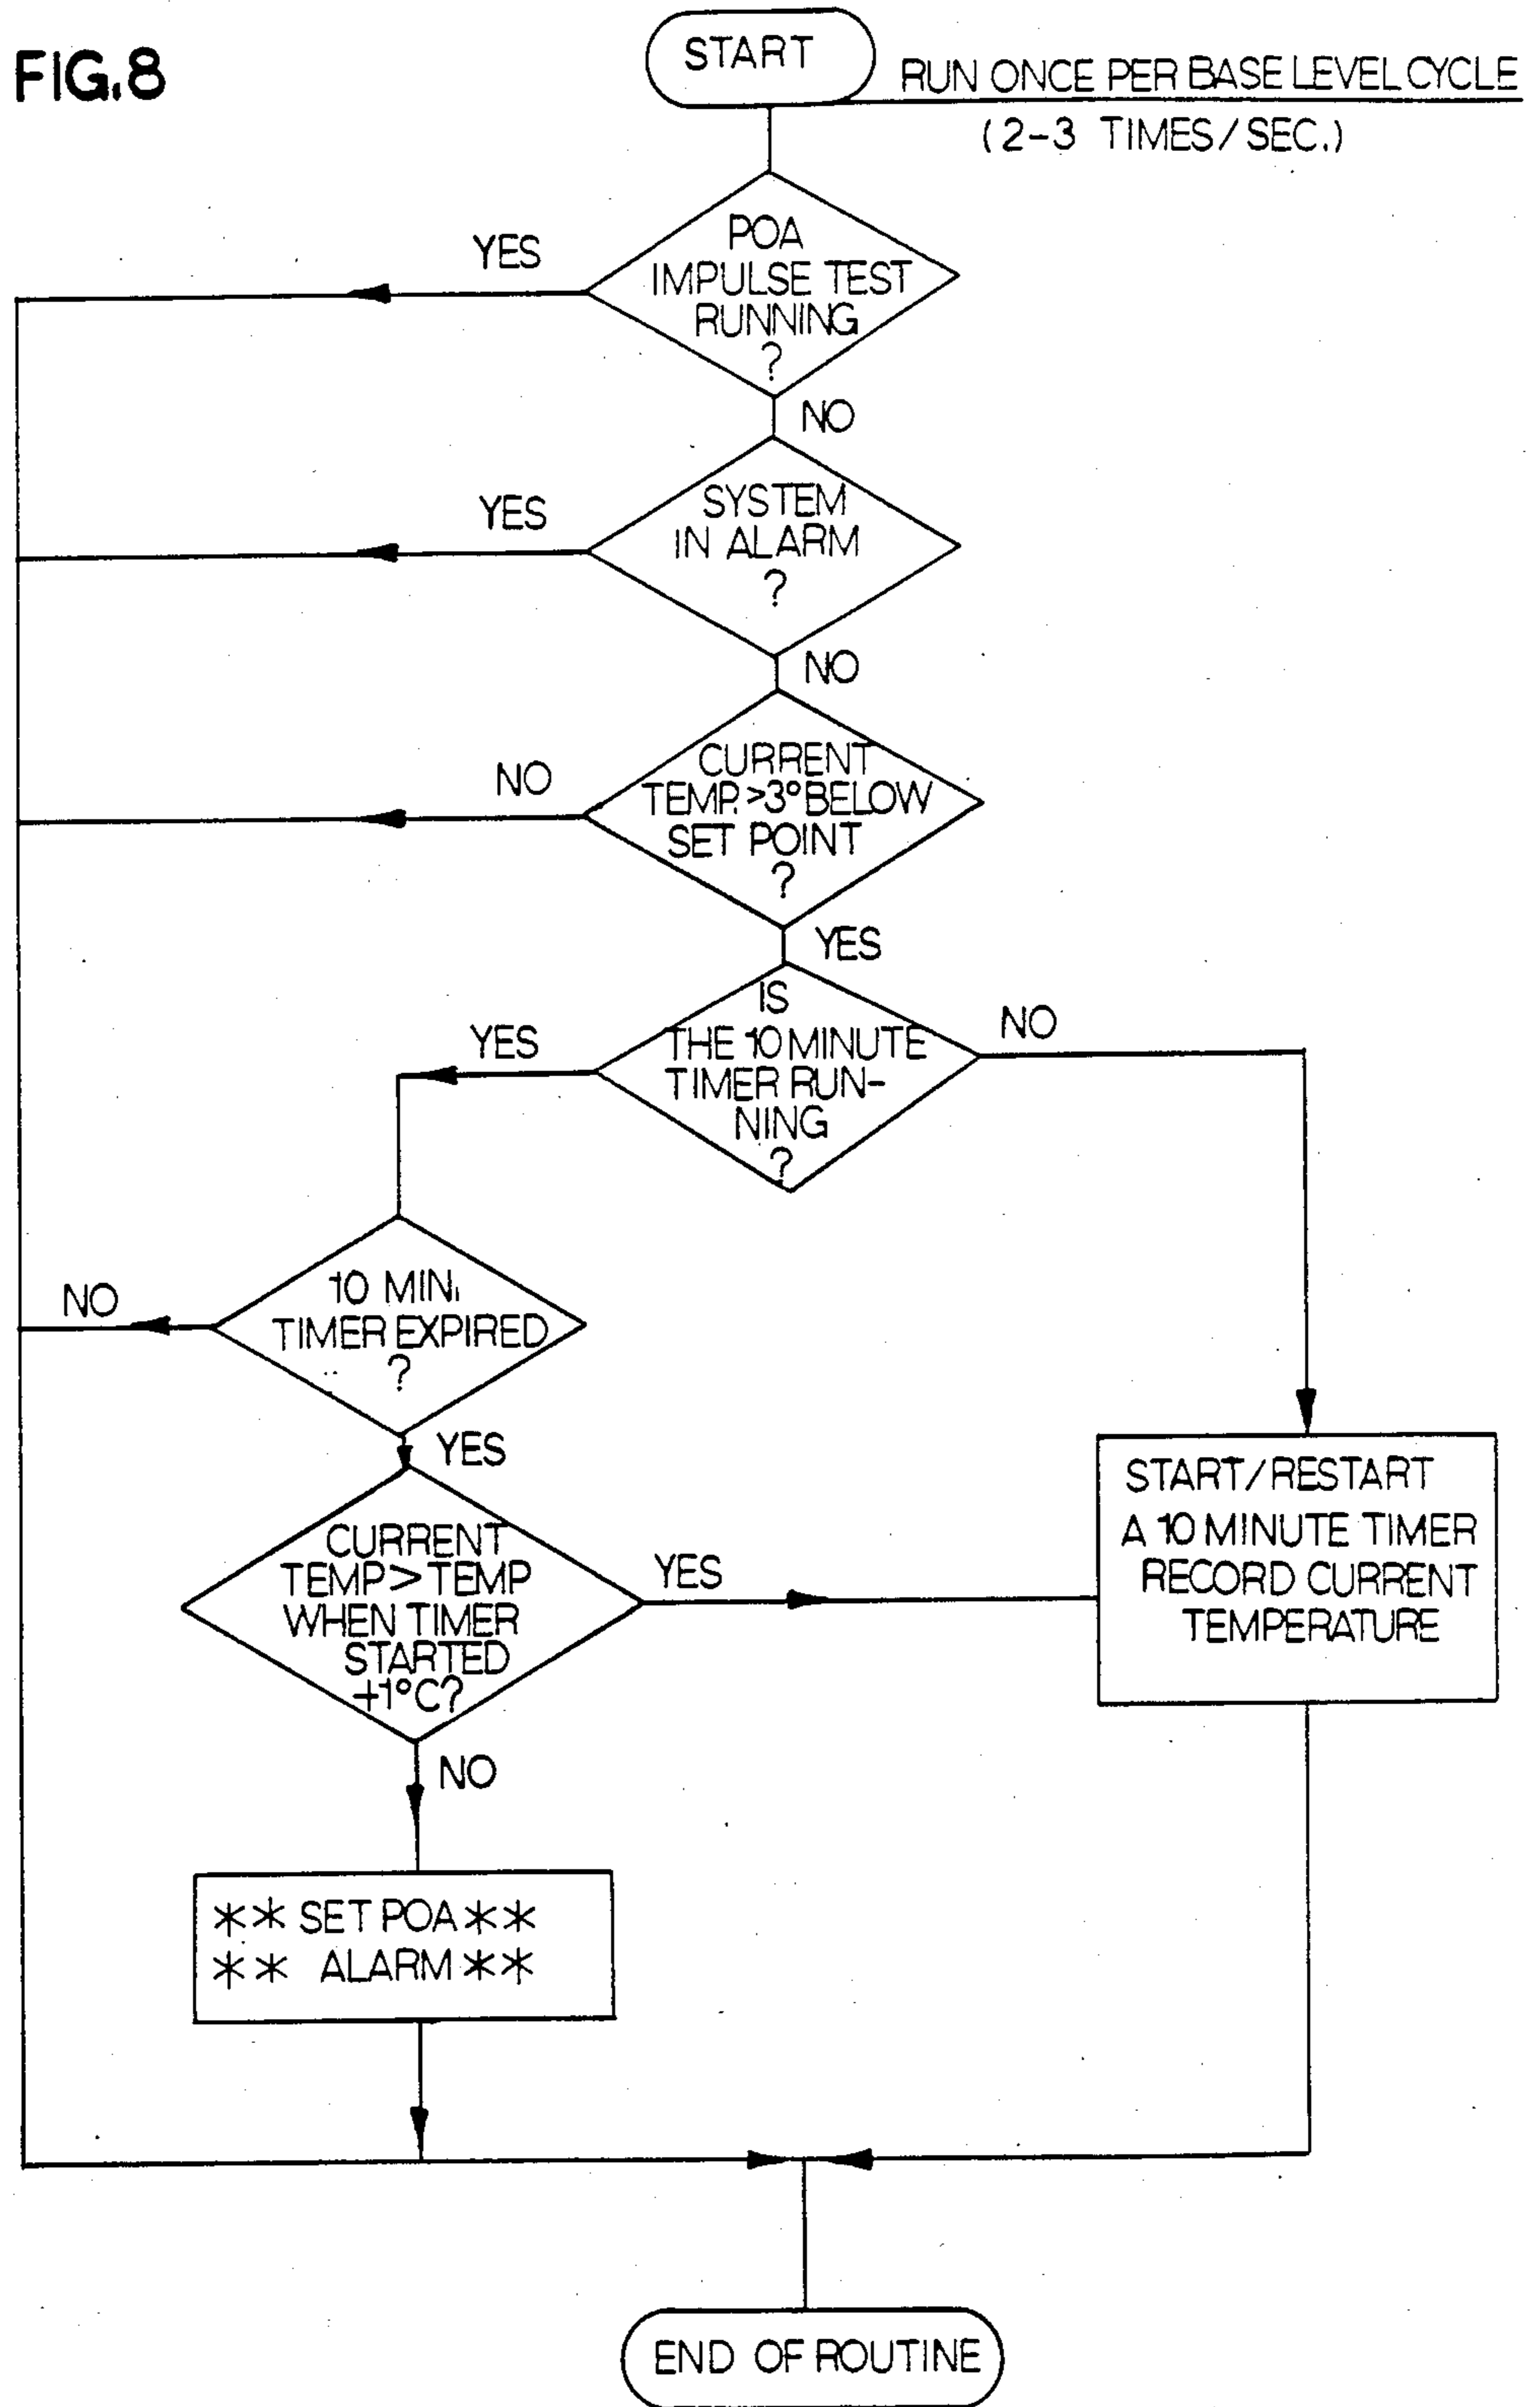 FIG.8
START
RUN ONCE PER BASE LEVEL CYCLE
(2-3 TIMES/SEC.)
POA
IMPULSE TEST
RUNNING
?
YES
NO
SYSTEM
IN ALARM
?
YES
NO
CURRENT
TEMP. >3° BELOW
SET POINT
?
NO
YES
IS
THE 10 MINUTE
TIMER RUN-
NING
?
YES
NO
10 MIN.
TIMER EXPIRED
?
NO
YES
CURRENT
TEMP > TEMP
WHEN TIMER
STARTED
+1°C?
YES
START/RESTART
A 10 MINUTE TIMER
RECORD CURRENT
TEMPERATURE
NO
** SET POA **
** ALARM **
END OF ROUTINE